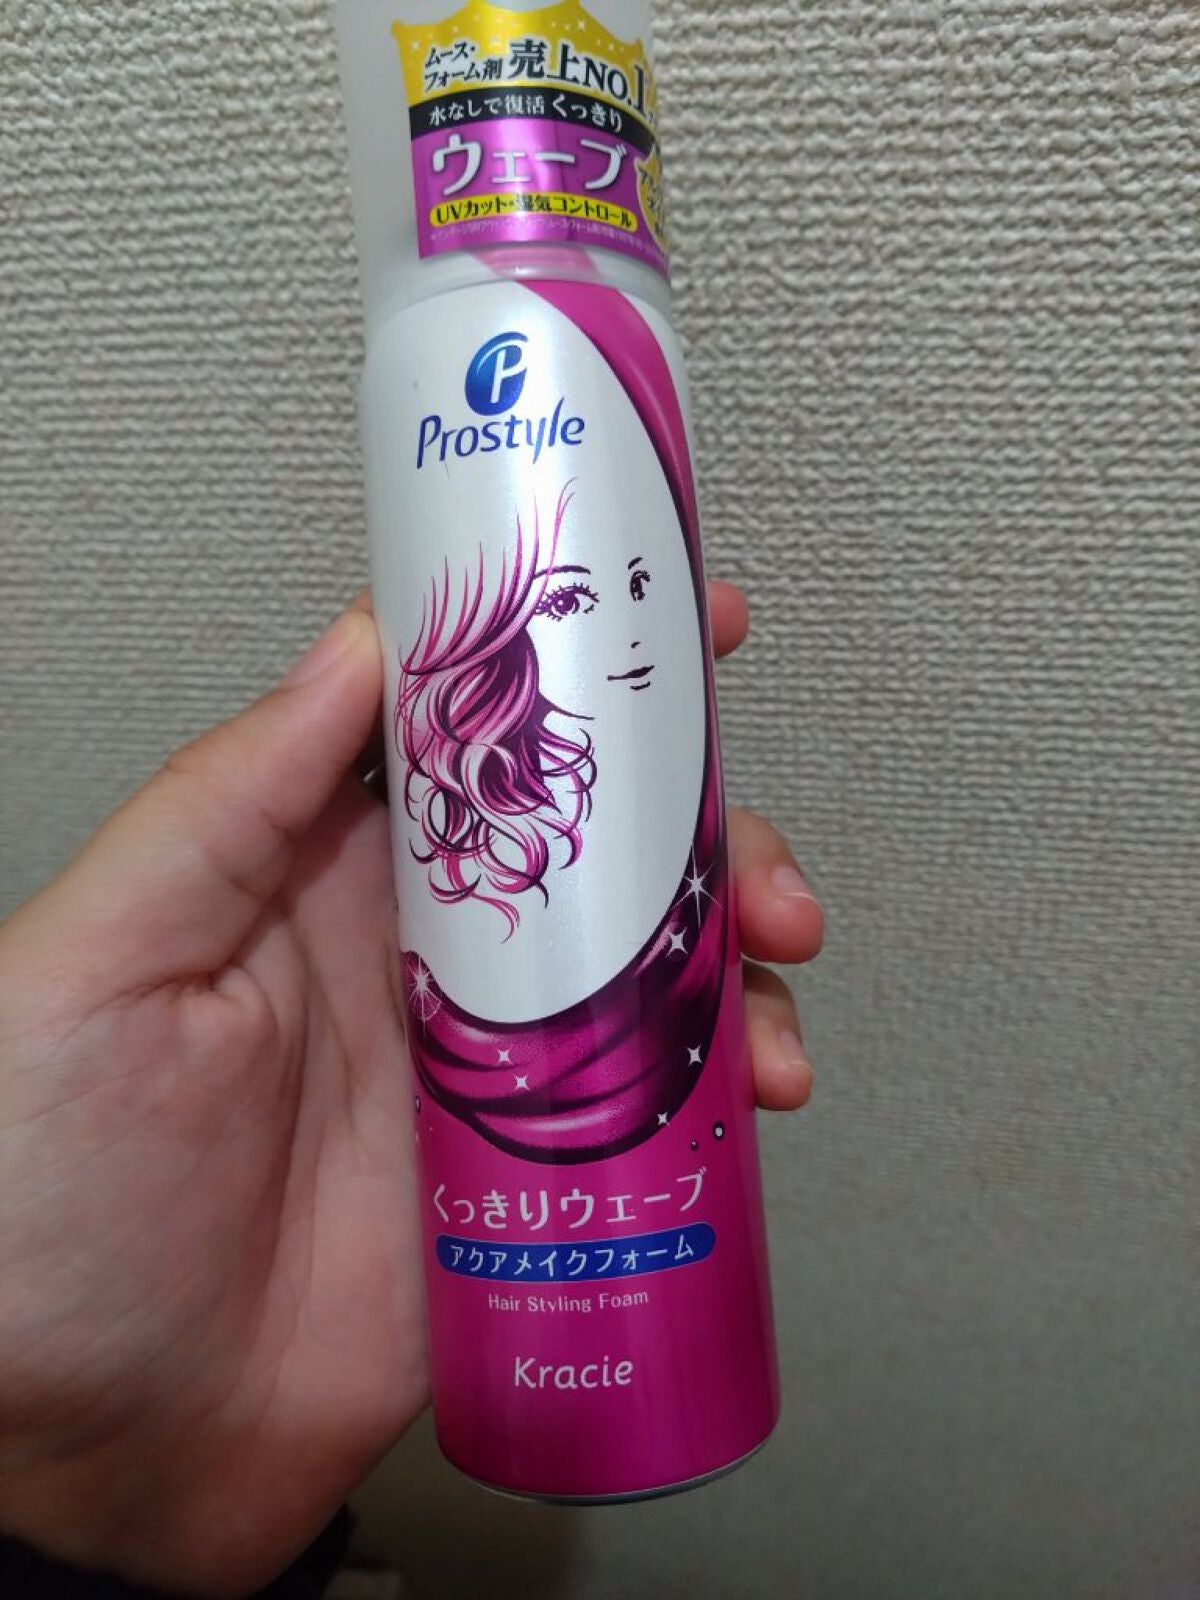 ムース・
フォーム剤 売上NO.1
水なしで復活 くっきり
ウェーブ
UVカット・湿気コントロール
P
Prostyle
くっきりウェーブ
アクアメイクフォーム
Hair Styling Foam
Kracie